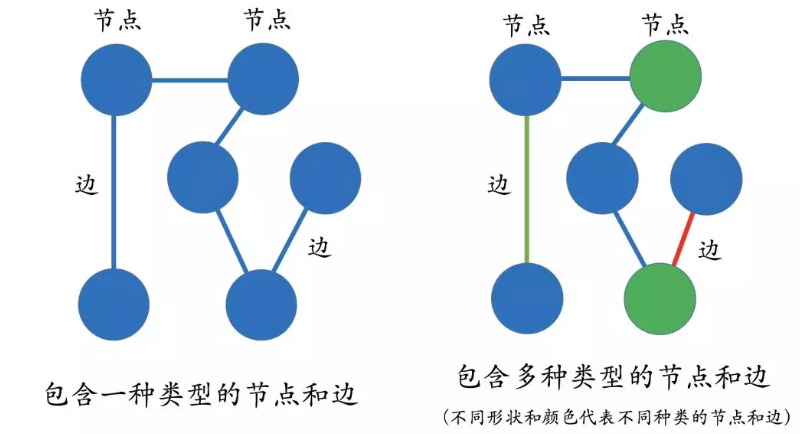 节点 节点 节点 节点
边 边
边 边
包含一种类型的节点和边
包含多种类型的节点和边
(不同形状和颜色代表不同种类的节点和边)